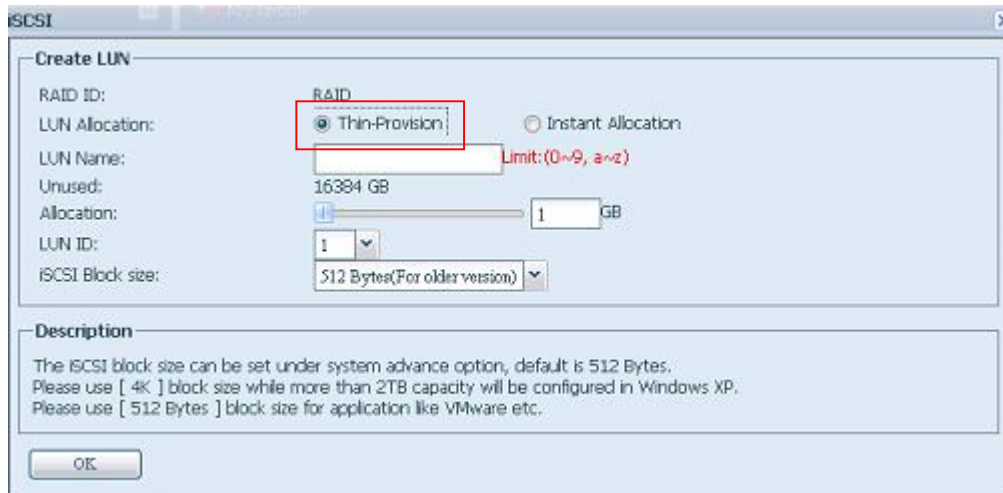 iSCSI
Create LUN
RAID ID: RAID
LUN Allocation: Thin-Provision Instant Allocation
LUN Name: Limit:(0~9, a~z)
Unused: 16384 GB
Allocation: 1 GB
LUN ID: 1
iSCSI Block size: 512 Bytes(For older version)
Description
The iSCSI block size can be set under system advance option, default is 512 Bytes.
Please use [ 4K ] block size while more than 2TB capacity will be configured in Windows XP.
Please use [ 512 Bytes ] block size for application like VMware etc.
OK